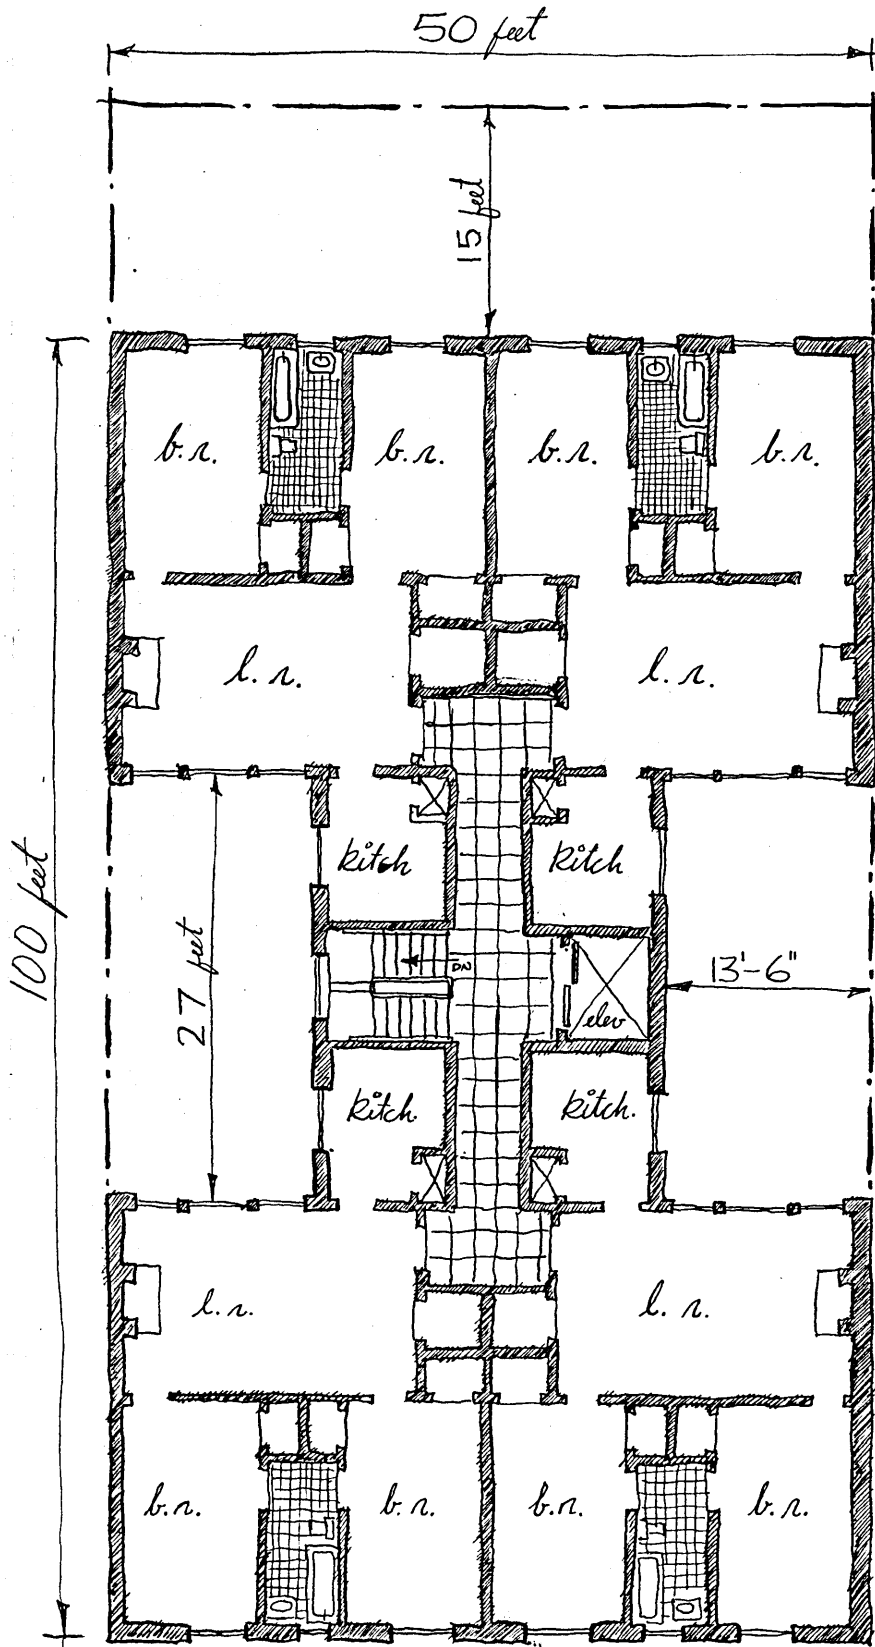 50 feet
15 feet
b.r. b.r. b.r. b.r.
l.r. l.r.
kitch kitch
100 feet
27 feet
DN
elev
13'-6"
kitch. kitch.
l.r. l.r.
b.r. b.r. b.r. b.r.